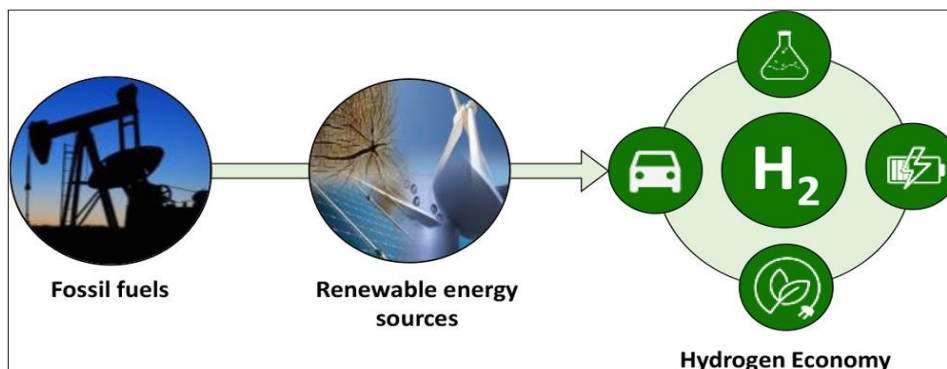 H₂
Fossil fuels
Renewable energy
sources
Hydrogen Economy